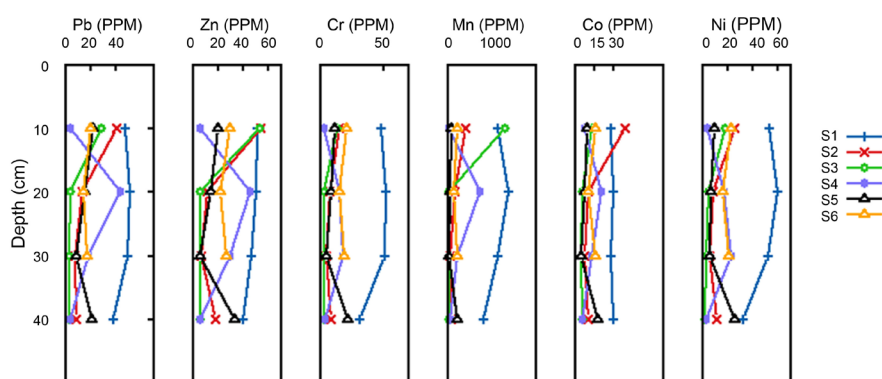 Pb (PPM) Zn (PPM) Cr (PPM) Mn (PPM) Co (PPM) Ni (PPM)
0 20 40 0 20 40 60 0 50 0 1000 0 15 30 0 20 40 60
0
10
20
30
40
Depth (cm)
S1
S2
S3
S4
S5
S6